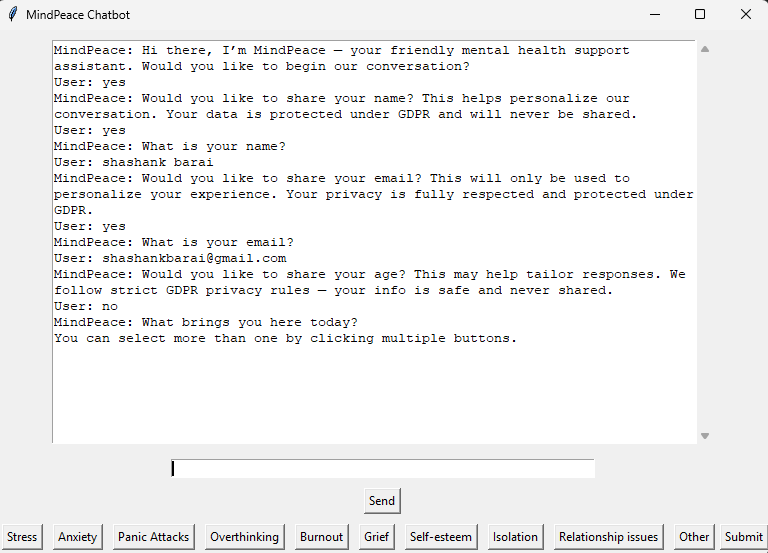 MindPeace Chatbot
MindPeace: Hi there, I’m MindPeace — your friendly mental health support
assistant. Would you like to begin our conversation?
User: yes
MindPeace: Would you like to share your name? This helps personalize our
conversation. Your data is protected under GDPR and will never be shared.
User: yes
MindPeace: What is your name?
User: shashank barai
MindPeace: Would you like to share your email? This will only be used to
personalize your experience. Your privacy is fully respected and protected under
GDPR.
User: yes
MindPeace: What is your email?
User: shashankbarai@gmail.com
MindPeace: Would you like to share your age? This may help tailor responses. We
follow strict GDPR privacy rules — your info is safe and never shared.
User: no
MindPeace: What brings you here today?
You can select more than one by clicking multiple buttons.
Send
Stress Anxiety Panic Attacks Overthinking Burnout Grief Self-esteem Isolation Relationship issues Other Submit